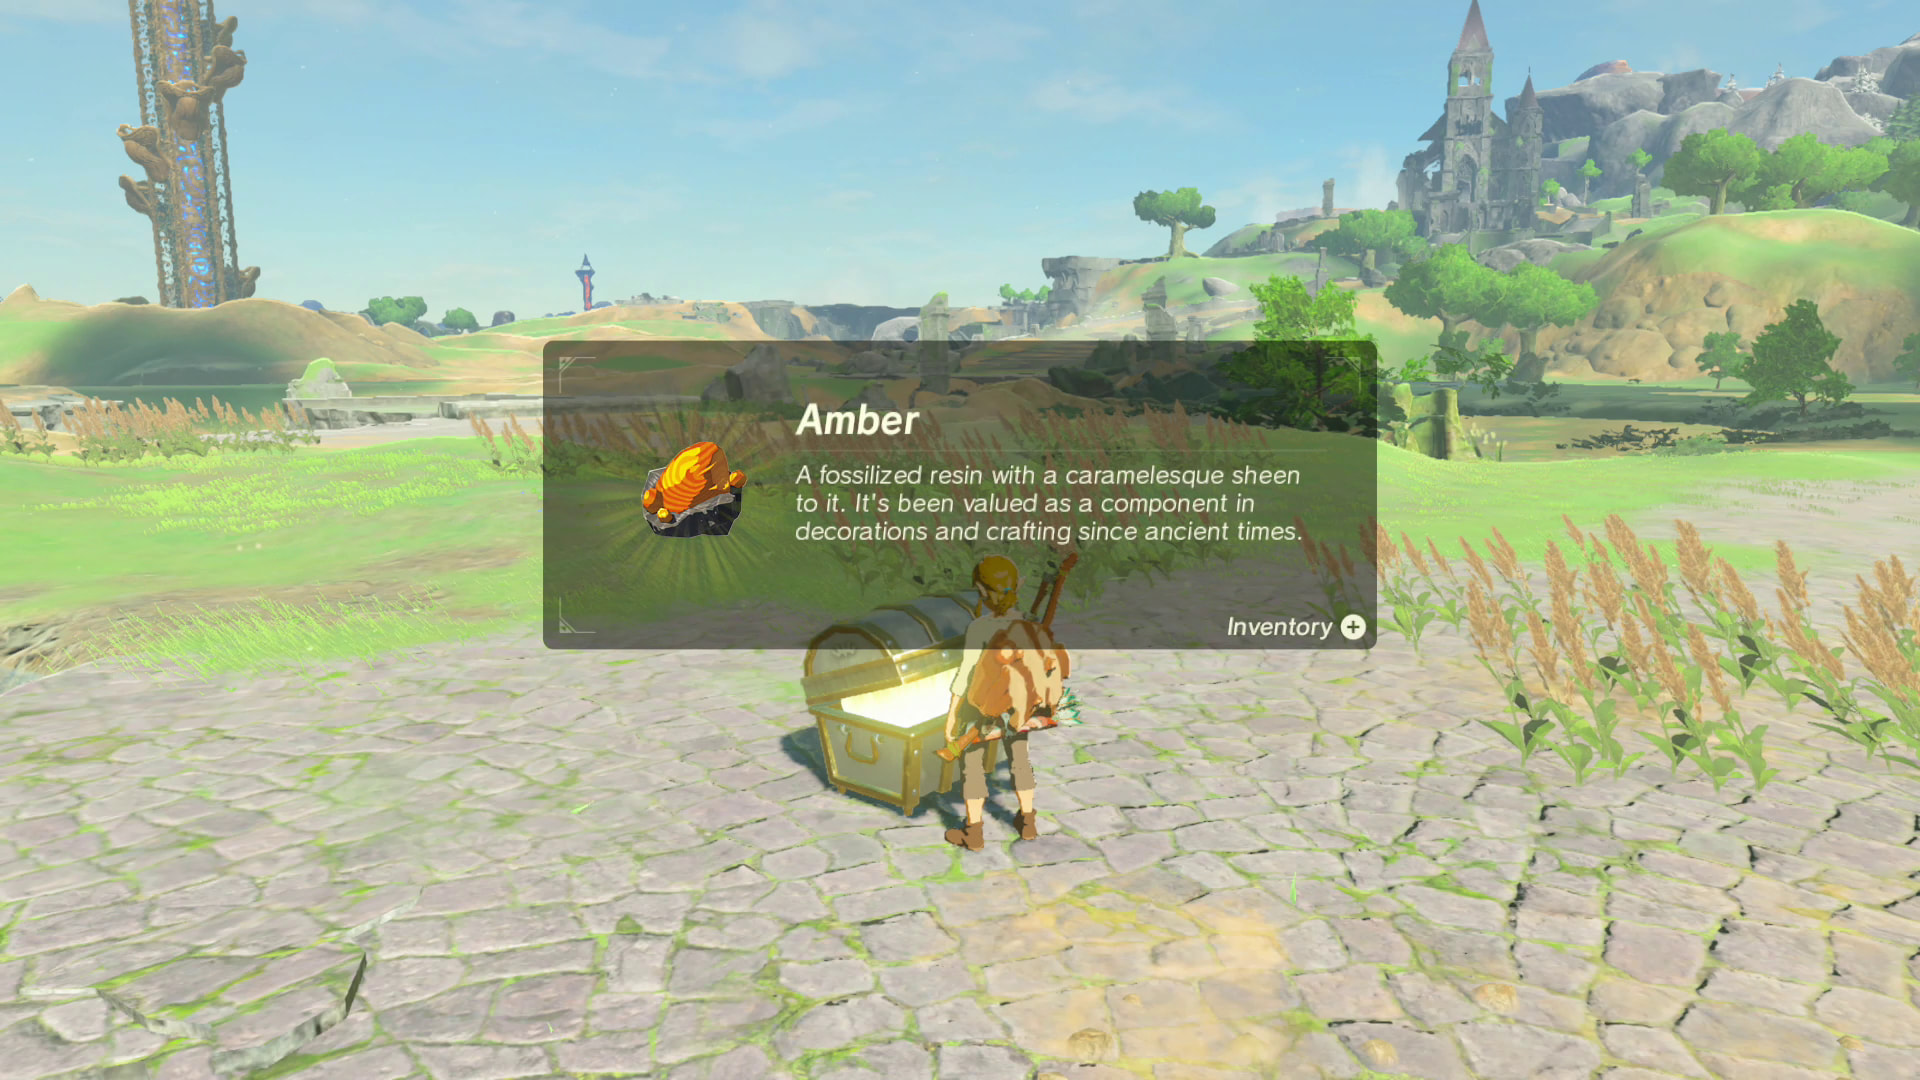 Amber
A fossilized resin with a caramelesque sheen
to it. It's been valued as a component in
decorations and crafting since ancient times.
Inventory